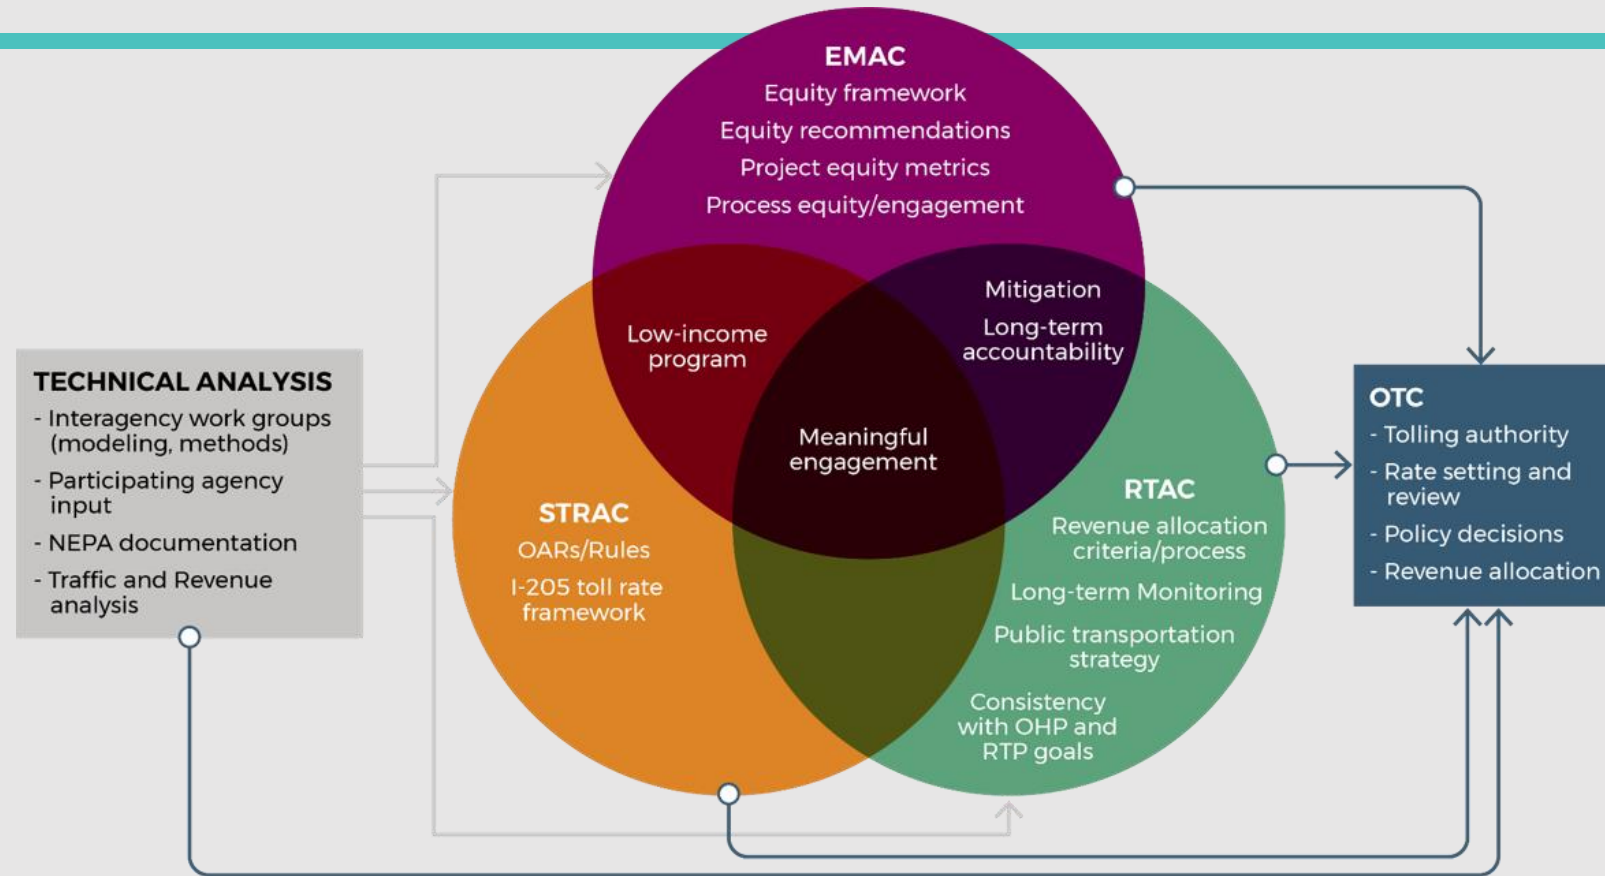 EMAC
Equity framework
Equity recommendations
Project equity metrics
Process equity/engagement
Mitigation
Long-term
accountability
Low-income
program
Meaningful
engagement
TECHNICAL ANALYSIS
- Interagency work groups
(modeling, methods)
- Participating agency
input
- NEPA documentation
- Traffic and Revenue
analysis
STRAC
OARs/Rules
I-205 toll rate
framework
RTAC
Revenue allocation
criteria/process
Long-term Monitoring
Public transportation
strategy
Consistency
with OHP and
RTP goals
OTC
- Tolling authority
- Rate setting and
review
- Policy decisions
- Revenue allocation